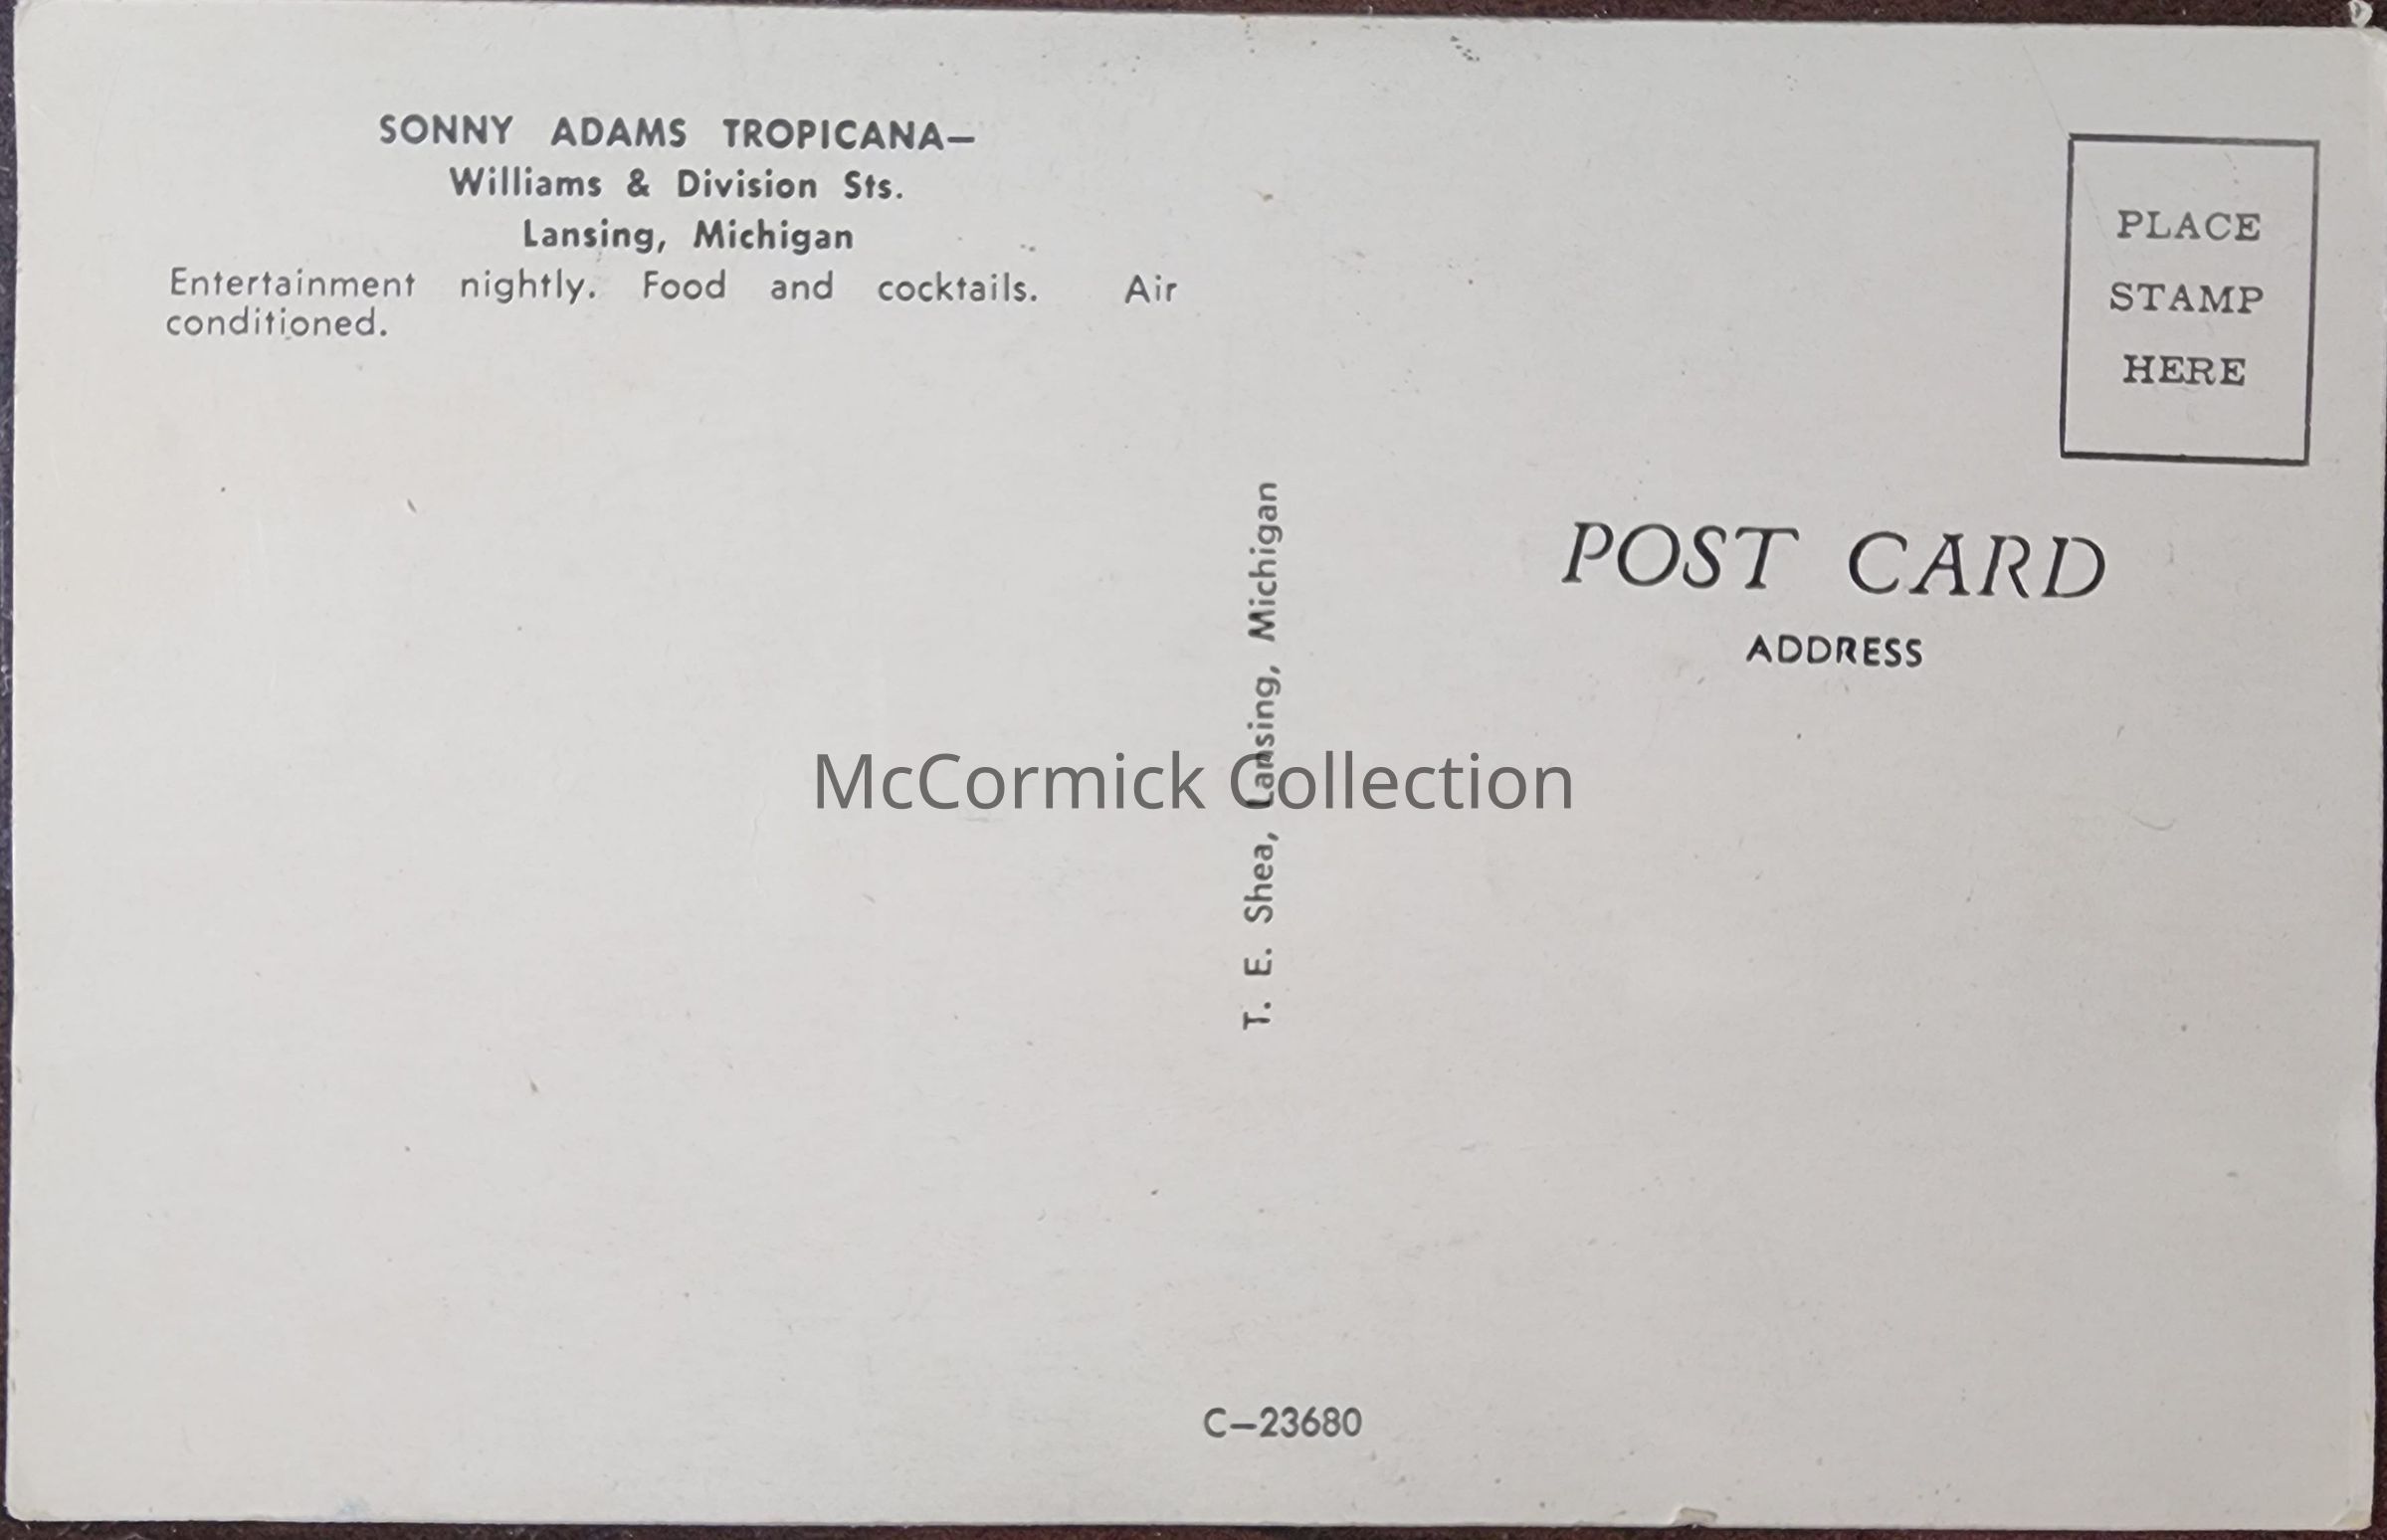 SONNY ADAMS TROPICANA—
Williams & Division Sts.
Lansing, Michigan
Entertainment nightly. Food and cocktails. Air
conditioned.
T. E. Shea, Lansing, Michigan
PLACE
STAMP
HERE
POST CARD
ADDRESS
McCormick Collection
C—23680